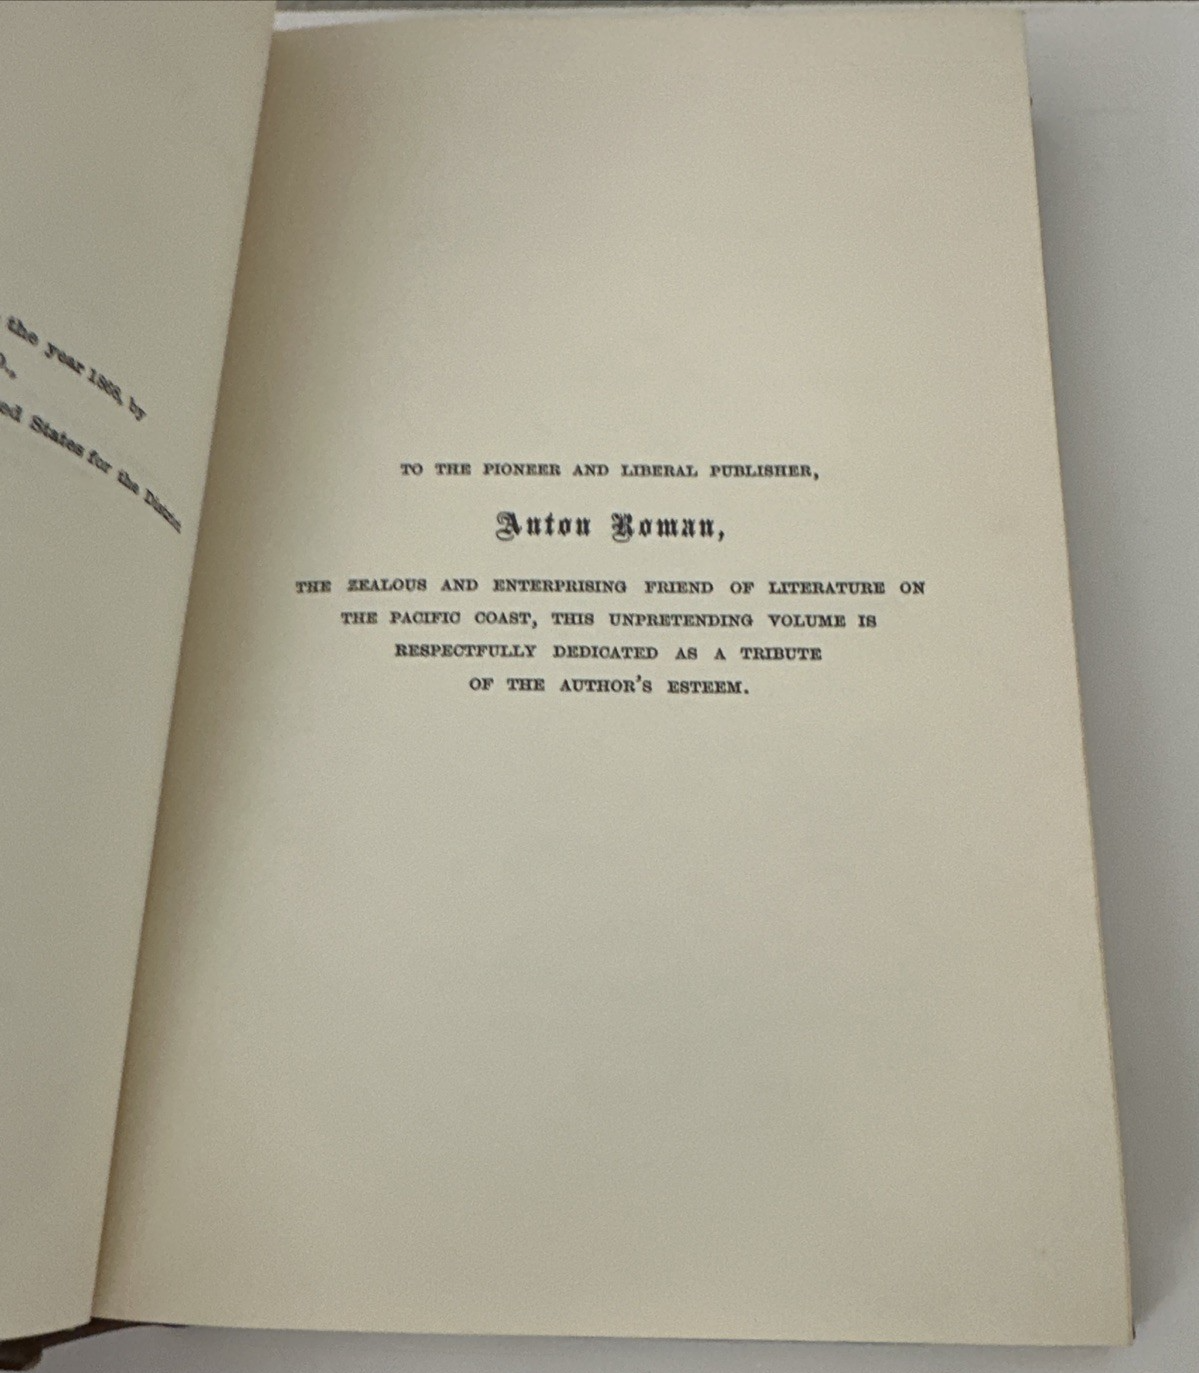 the year 1868, by
ed States for the District
TO THE PIONEER AND LIBERAL PUBLISHER,
Anton Roman,
THE ZEALOUS AND ENTERPRISING FRIEND OF LITERATURE ON
THE PACIFIC COAST, THIS UNPRETENDING VOLUME IS
RESPECTFULLY DEDICATED AS A TRIBUTE
OF THE AUTHOR'S ESTEEM.